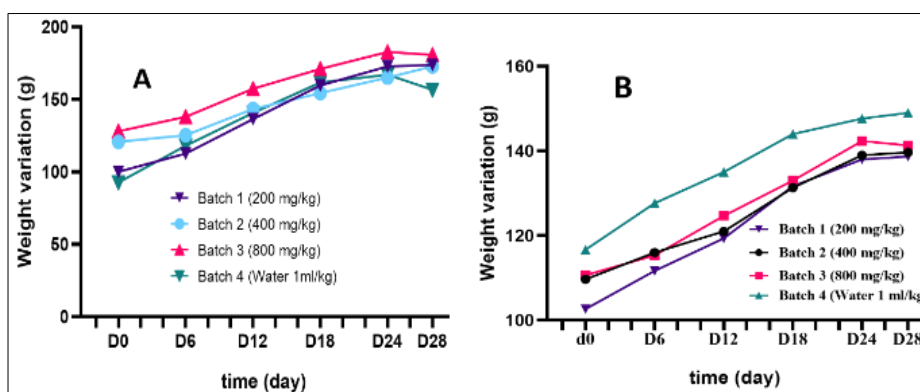 200
150
100
50
0
Weight variation (g)
A
Batch 1 (200 mg/kg)
Batch 2 (400 mg/kg)
Batch 3 (800 mg/kg)
Batch 4 (Water 1ml/kg)
D0 D6 D12 D18 D24 D28
time (day)
160
140
120
100
Weight variation (g)
B
Batch 1 (200 mg/kg)
Batch 2 (400 mg/kg)
Batch 3 (800 mg/kg)
Batch 4 (Water 1 ml/kg
d0 D6 D12 D18 D24 D28
time (day)